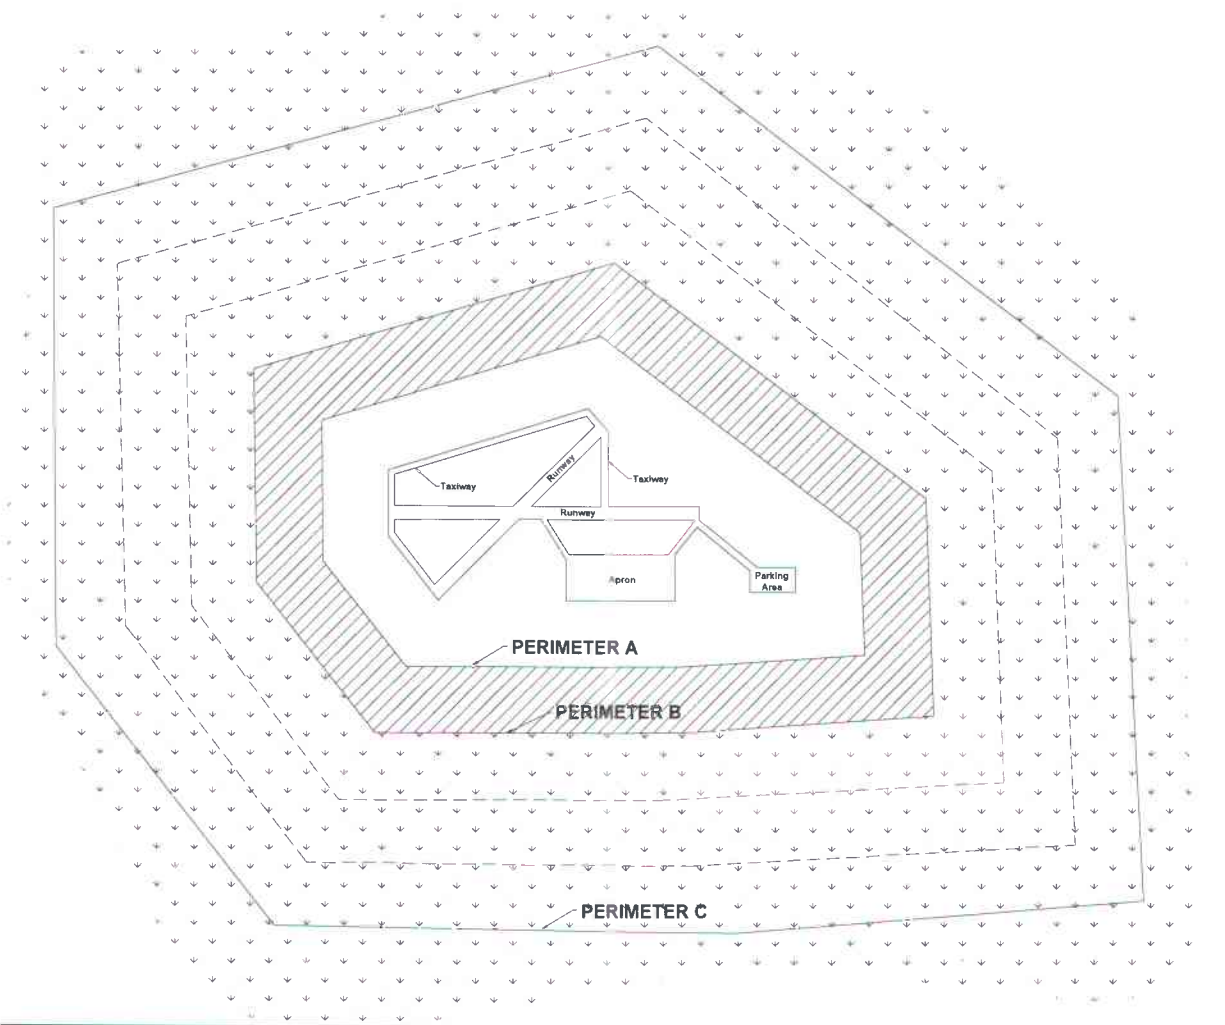 Runway
Taxiway
Taxiway
Runway
Apron
Parking
Area
PERIMETER A
PERIMETER B
PERIMETER C